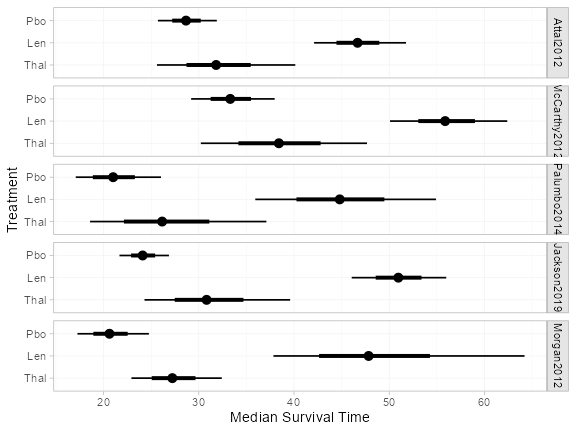 Pbo
Len
Thal
Attal2012
Pbo
Len
Thal
McCarthy2012
Pbo
Len
Thal
Palumbo2014
Pbo
Len
Thal
Jackson2019
Pbo
Len
Thal
Morgan2012
Treatment
20 30 40 50 60
Median Survival Time